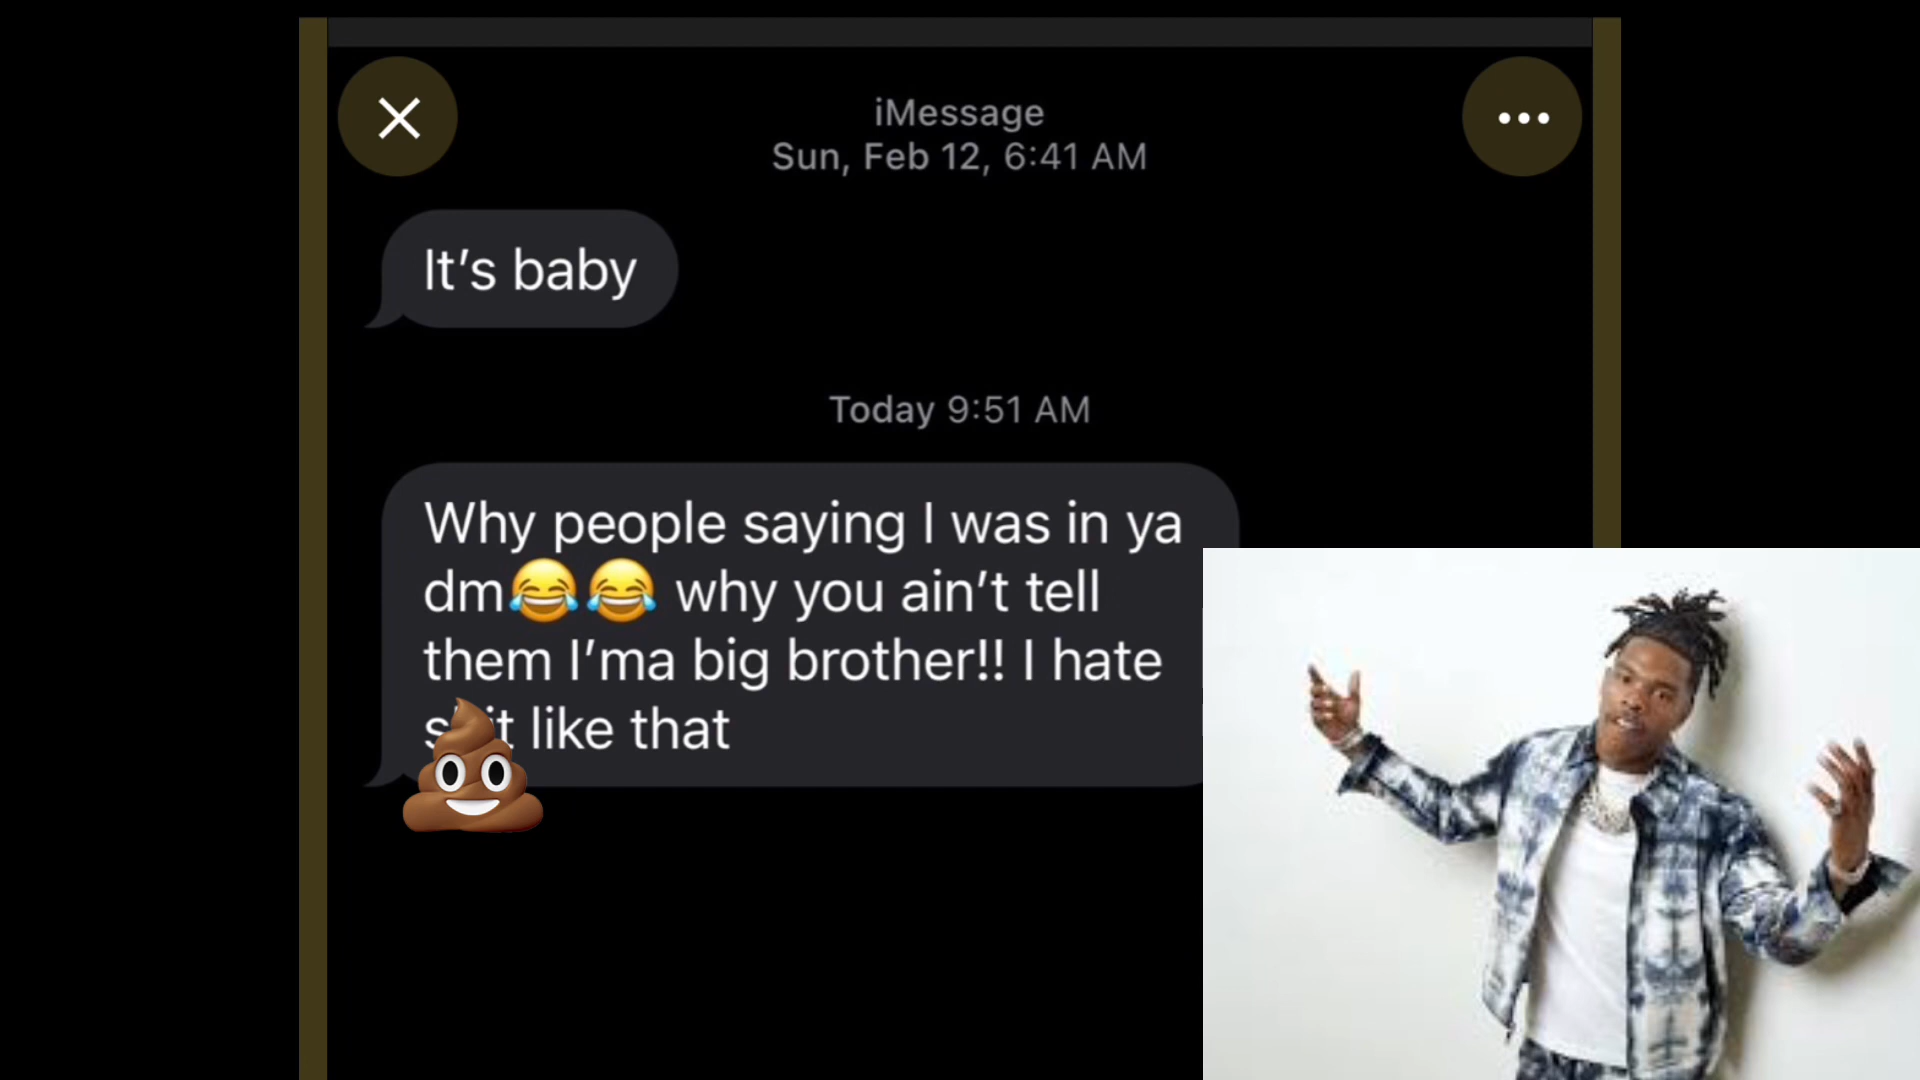 iMessage
Sun, Feb 12, 6:41 AM
It’s baby
Today 9:51 AM
Why people saying I was in ya
dm😂😂 why you ain’t tell
them I’ma big brother!! I hate
like that